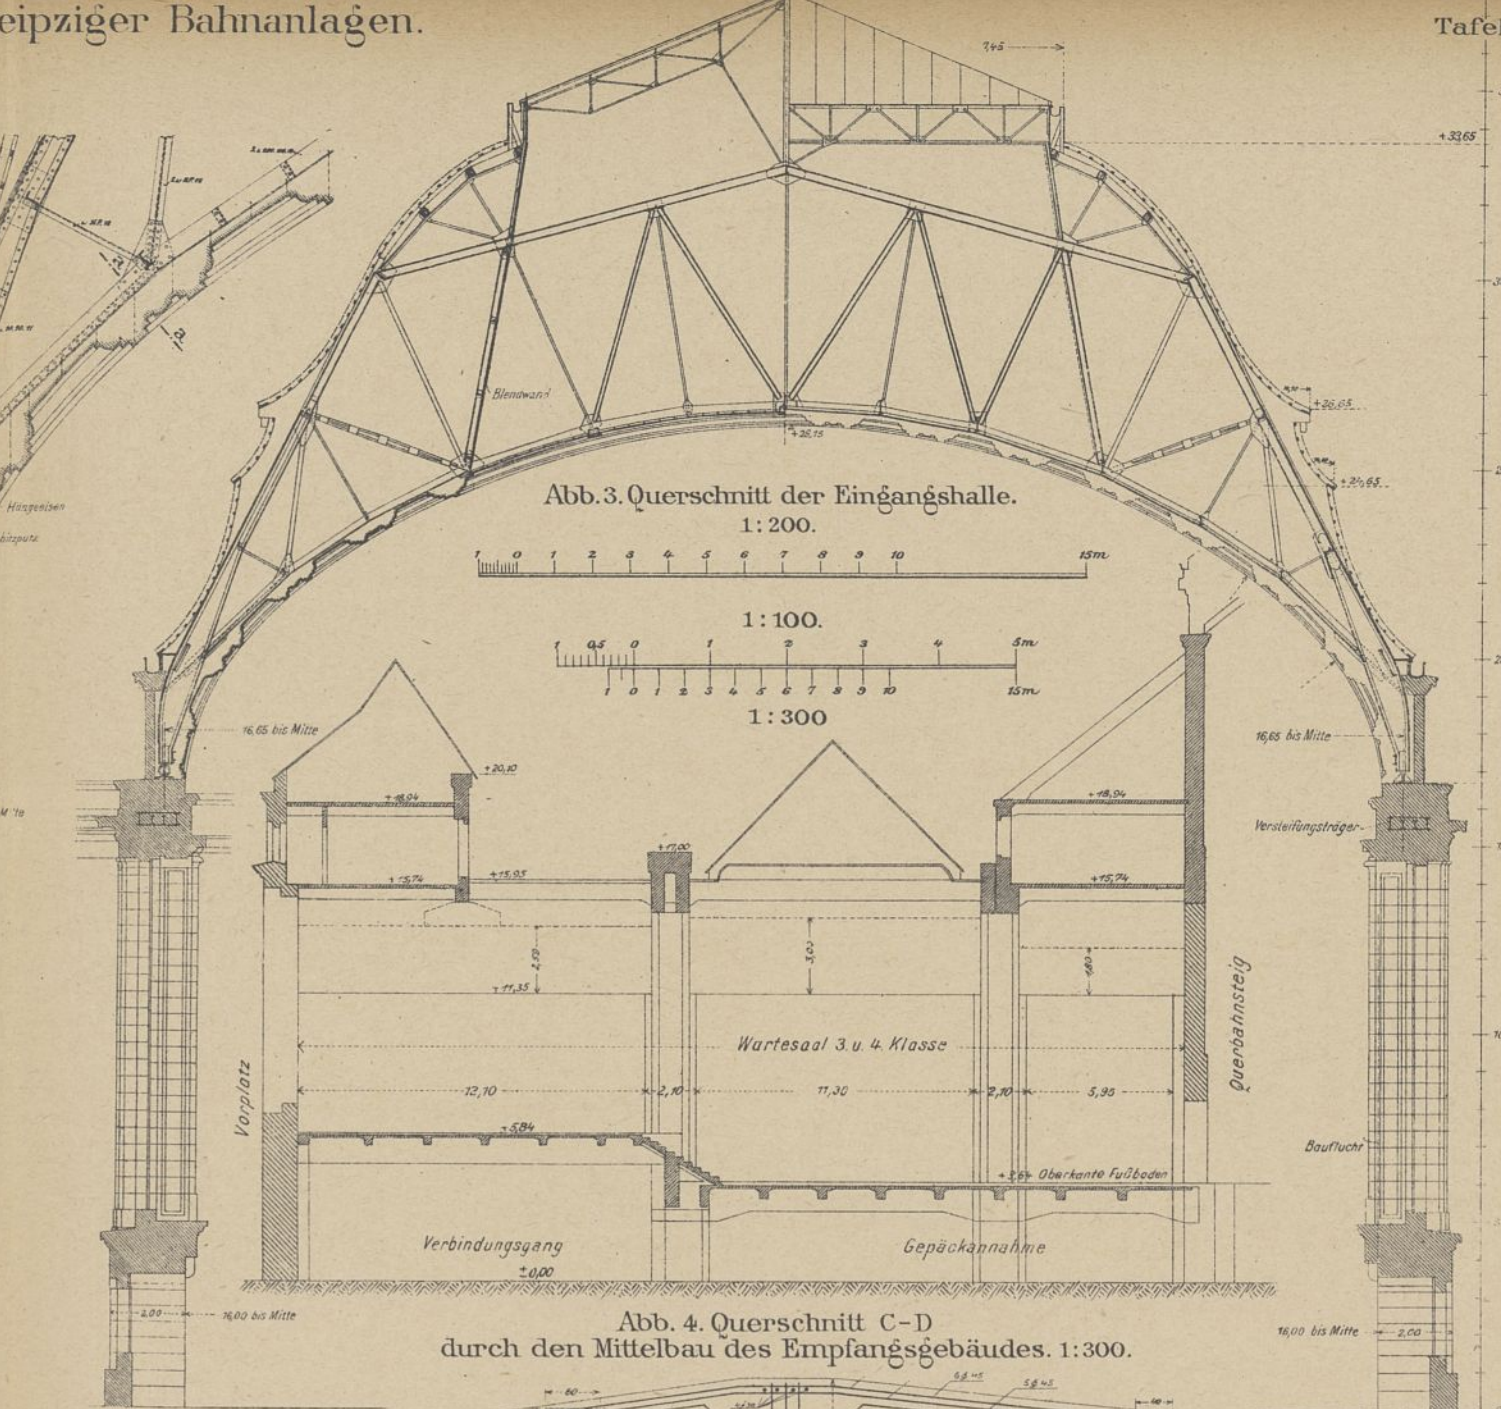 eipziger Bahnanlagen.
Tafel
7,45
+33,65
Blendwand
+26,65
+25,15
+24,65
Hängeeisen
bitzputz
Abb. 3. Querschnitt der Eingangshalle.
1:200.
1 0 1 2 3 4 5 6 7 8 9 10 15m
1:100.
1 0,5 0 1 2 3 4 5m
1 0 1 2 3 4 5 6 7 8 9 10 15m
1:300
16,65 bis Mitte
16,65 bis Mitte
+20,10
+18,94
+18,94
Versteifungsträger
+17,00
+15,74
+15,95
+15,74
2,50
3,00
1,80
+11,35
Vorplatz
Wartesaal 3. u. 4. Klasse
Querbahnsteig
12,10
2,10
11,30
2,10
5,95
+5,84
Bauflucht
Oberkante Fußboden
Verbindungsgang
Gepäckannahme
±0,00
2,00
16,00 bis Mitte
16,00 bis Mitte
2,00
Abb. 4. Querschnitt C-D
durch den Mittelbau des Empfangsgebäudes. 1:300.
60